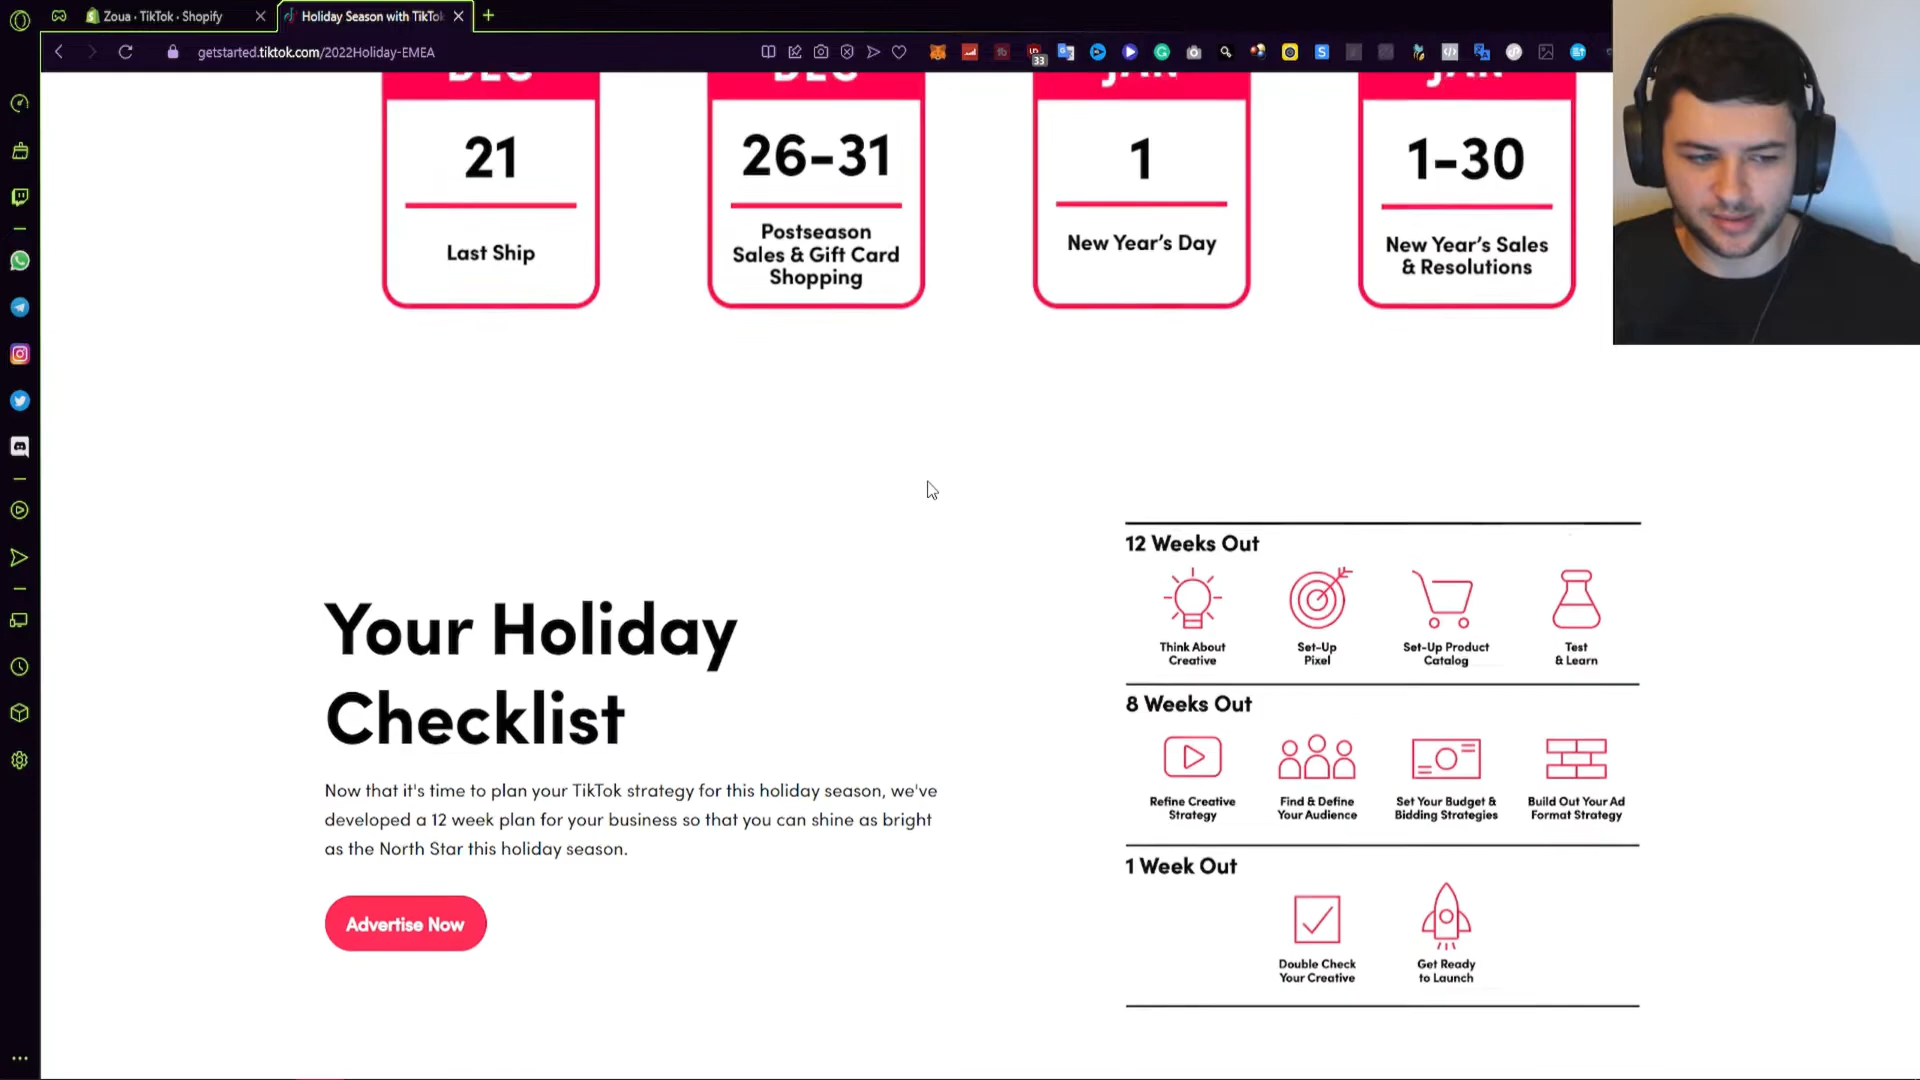 Zoua · TikTok · Shopify
Holiday Season with TikTok
getstarted.tiktok.com/2022Holiday-EMEA
33
DEC
DEC
JAN
JAN
21
26-31
1
1-30
Last Ship
Postseason
Sales & Gift Card
Shopping
New Year's Day
New Year's Sales
& Resolutions
Your Holiday
Checklist
Now that it's time to plan your TikTok strategy for this holiday season, we've
developed a 12 week plan for your business so that you can shine as bright
as the North Star this holiday season.
Advertise Now
12 Weeks Out
Think About
Creative
Set-Up
Pixel
Set-Up Product
Catalog
Test
& Learn
8 Weeks Out
Refine Creative
Strategy
Find & Define
Your Audience
Set Your Budget &
Bidding Strategies
Build Out Your Ad
Format Strategy
1 Week Out
Double Check
Your Creative
Get Ready
to Launch